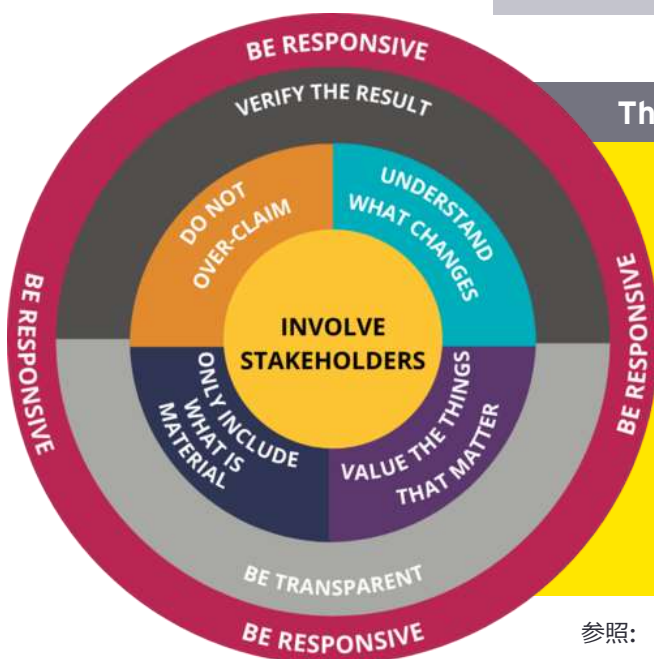 BE RESPONSIVE
VERIFY THE RESULT
Th
DO NOT
OVER-CLAIM
UNDERSTAND
WHAT CHANGES
BE RESPONSIVE
INVOLVE
STAKEHOLDERS
BE RESPONSIVE
ONLY INCLUDE
WHAT IS
MATERIAL
VALUE THE THINGS
THAT MATTER
BE TRANSPARENT
BE RESPONSIVE
参照: